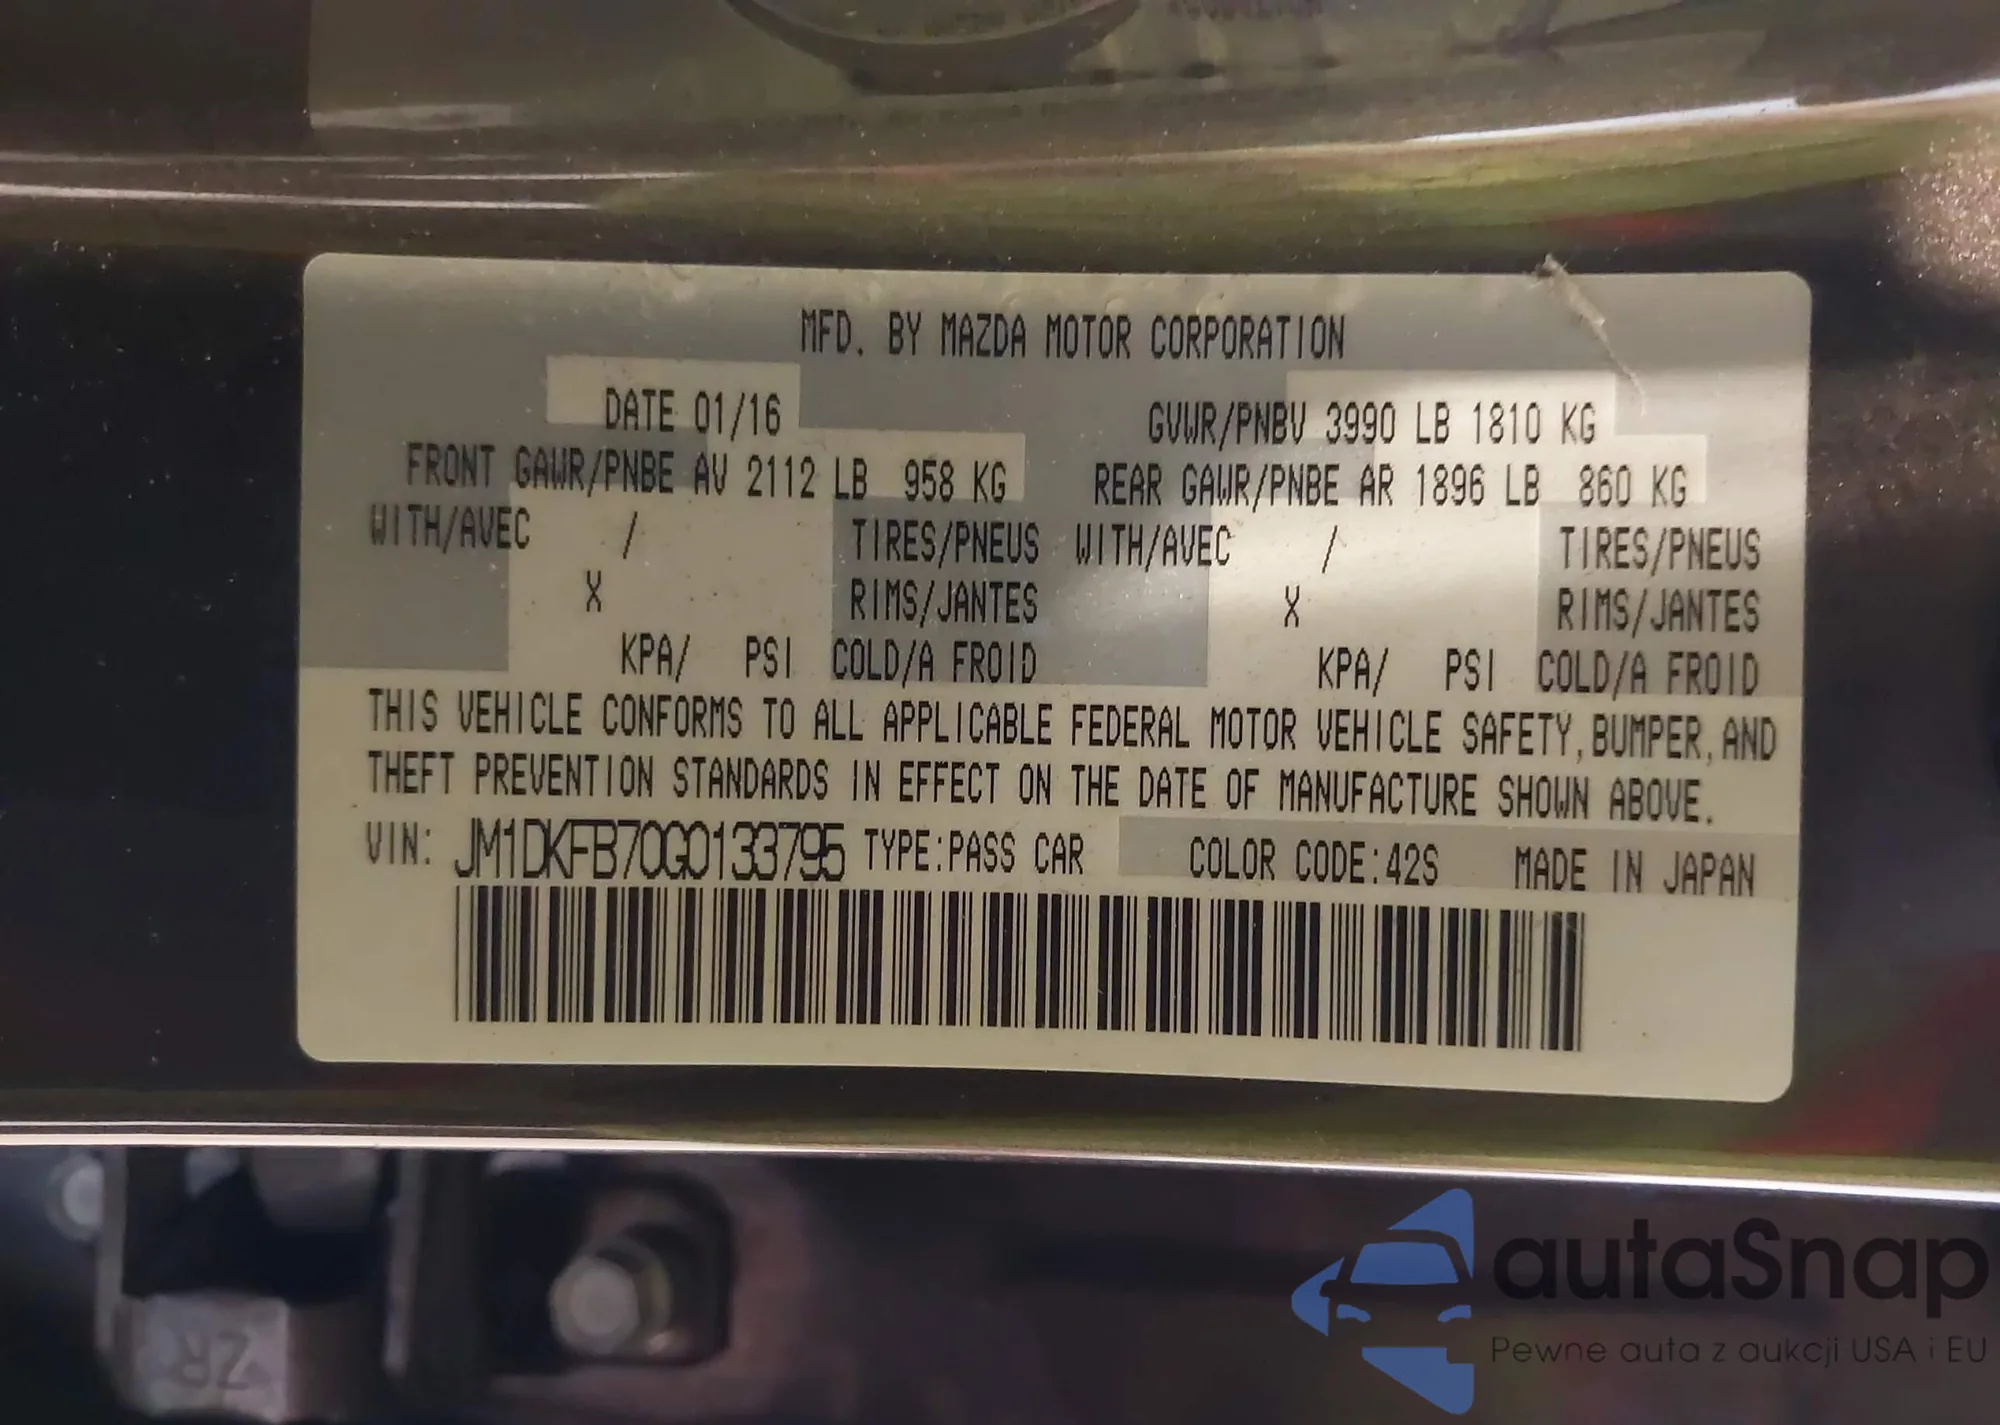 MFD. BY MAZDA MOTOR CORPORATION
DATE 01/16 GVWR/PNBV 3990 LB 1810 KG
FRONT GAWR/PNBE AV 2112 LB 958 KG REAR GAWR/PNBE AR 1896 LB 860 KG
WITH/AVEC / TIRES/PNEUS WITH/AVEC / TIRES/PNEUS
X RIMS/JANTES X RIMS/JANTES
KPA/ PSI COLD/A FROID KPA/ PSI COLD/A FROID
THIS VEHICLE CONFORMS TO ALL APPLICABLE FEDERAL MOTOR VEHICLE SAFETY, BUMPER, AND
THEFT PREVENTION STANDARDS IN EFFECT ON THE DATE OF MANUFACTURE SHOWN ABOVE.
VIN: JM1DKFB70G0133795 TYPE:PASS CAR COLOR CODE:42S MADE IN JAPAN
autaSnap
Pewne auta z aukcji USA i EU